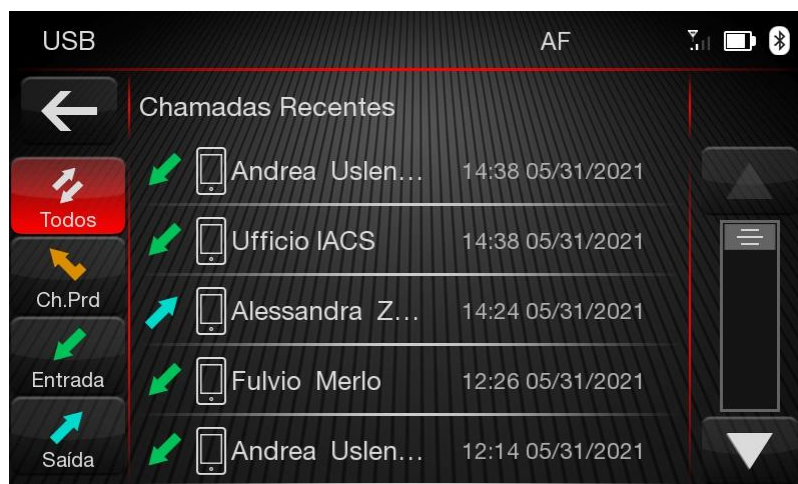 USB AF
Chamadas Recentes
Todos
Ch.Prd
Entrada
Saída
Andrea Uslen... 14:38 05/31/2021
Ufficio IACS 14:38 05/31/2021
Alessandra Z... 14:24 05/31/2021
Fulvio Merlo 12:26 05/31/2021
Andrea Uslen... 12:14 05/31/2021